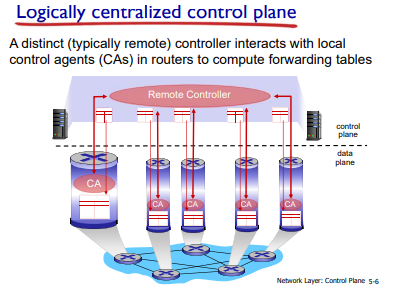 Logically centralized control plane
A distinct (typically remote) controller interacts with local
control agents (CAs) in routers to compute forwarding tables
Remote Controller
control
plane
data
plane
CA
CA
CA
CA
CA
Network Layer: Control Plane 5-6